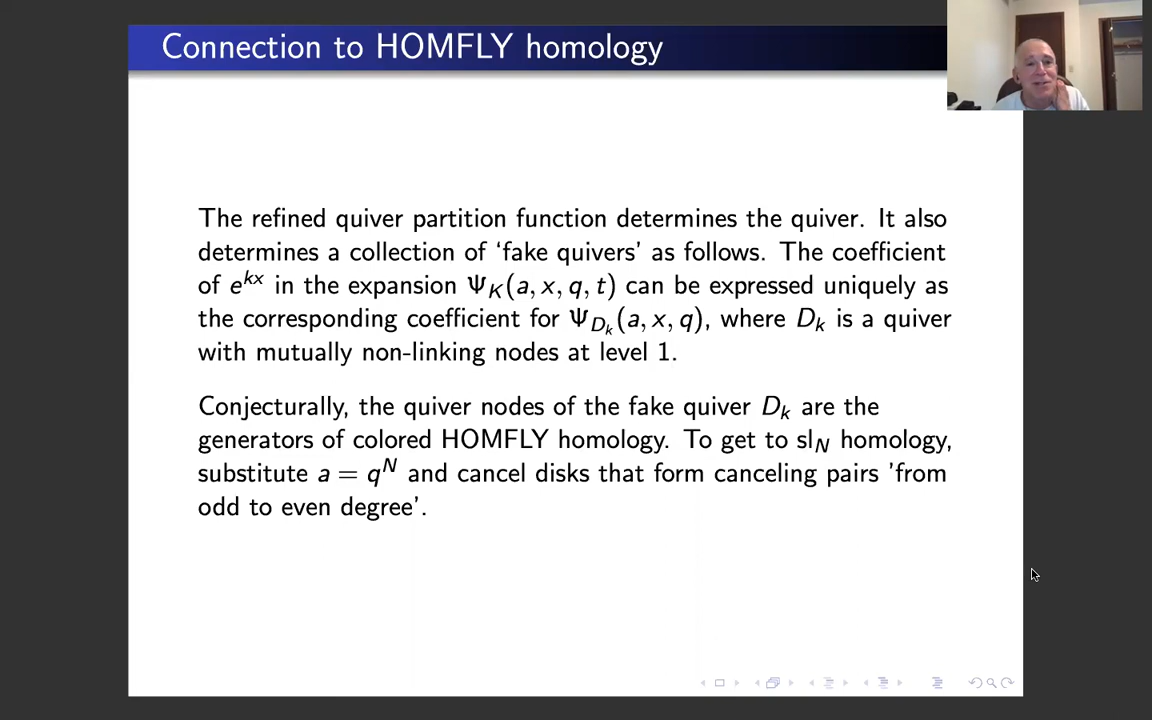 Connection to HOMFLY homology
The refined quiver partition function determines the quiver. It also
determines a collection of ‘fake quivers’ as follows. The coefficient
of e^{kx} in the expansion Ψ_K(a, x, q, t) can be expressed uniquely as
the corresponding coefficient for Ψ_{D_k}(a, x, q), where D_k is a quiver
with mutually non-linking nodes at level 1.
Conjecturally, the quiver nodes of the fake quiver D_k are the
generators of colored HOMFLY homology. To get to sl_N homology,
substitute a = q^N and cancel disks that form canceling pairs 'from
odd to even degree'.